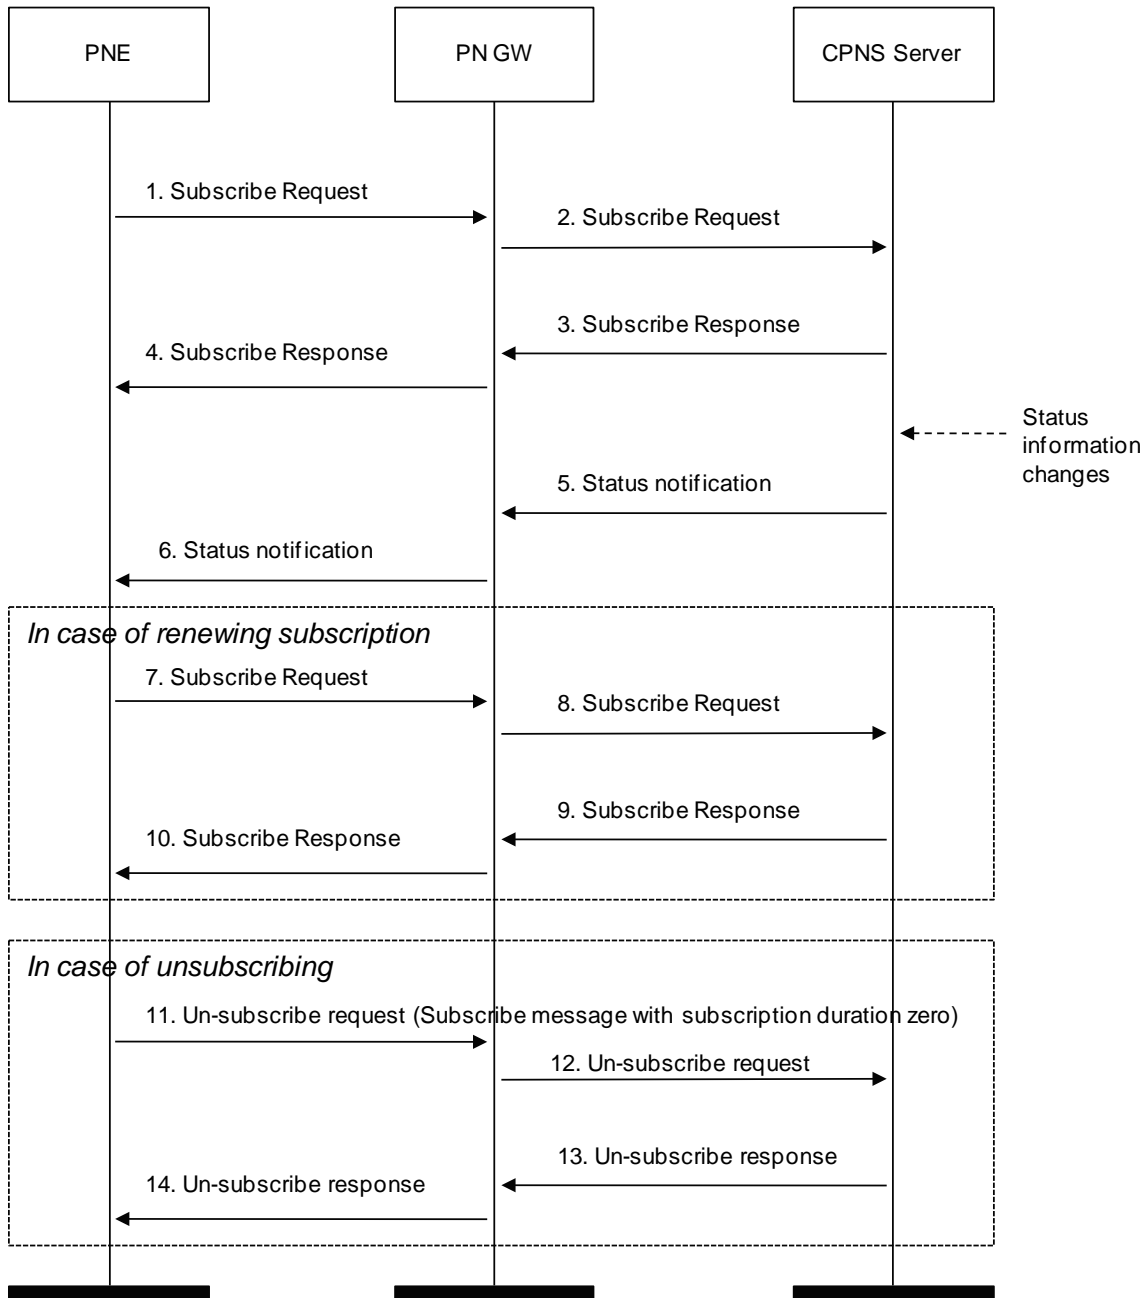 PNE
PN GW
CPNS Server
1. Subscribe Request
2. Subscribe Request
3. Subscribe Response
4. Subscribe Response
Status
information
changes
5. Status notification
6. Status notification
In case of renewing subscription
7. Subscribe Request
8. Subscribe Request
9. Subscribe Response
10. Subscribe Response
In case of unsubscribing
11. Un-subscribe request (Subscribe message with subscription duration zero)
12. Un-subscribe request
13. Un-subscribe response
14. Un-subscribe response